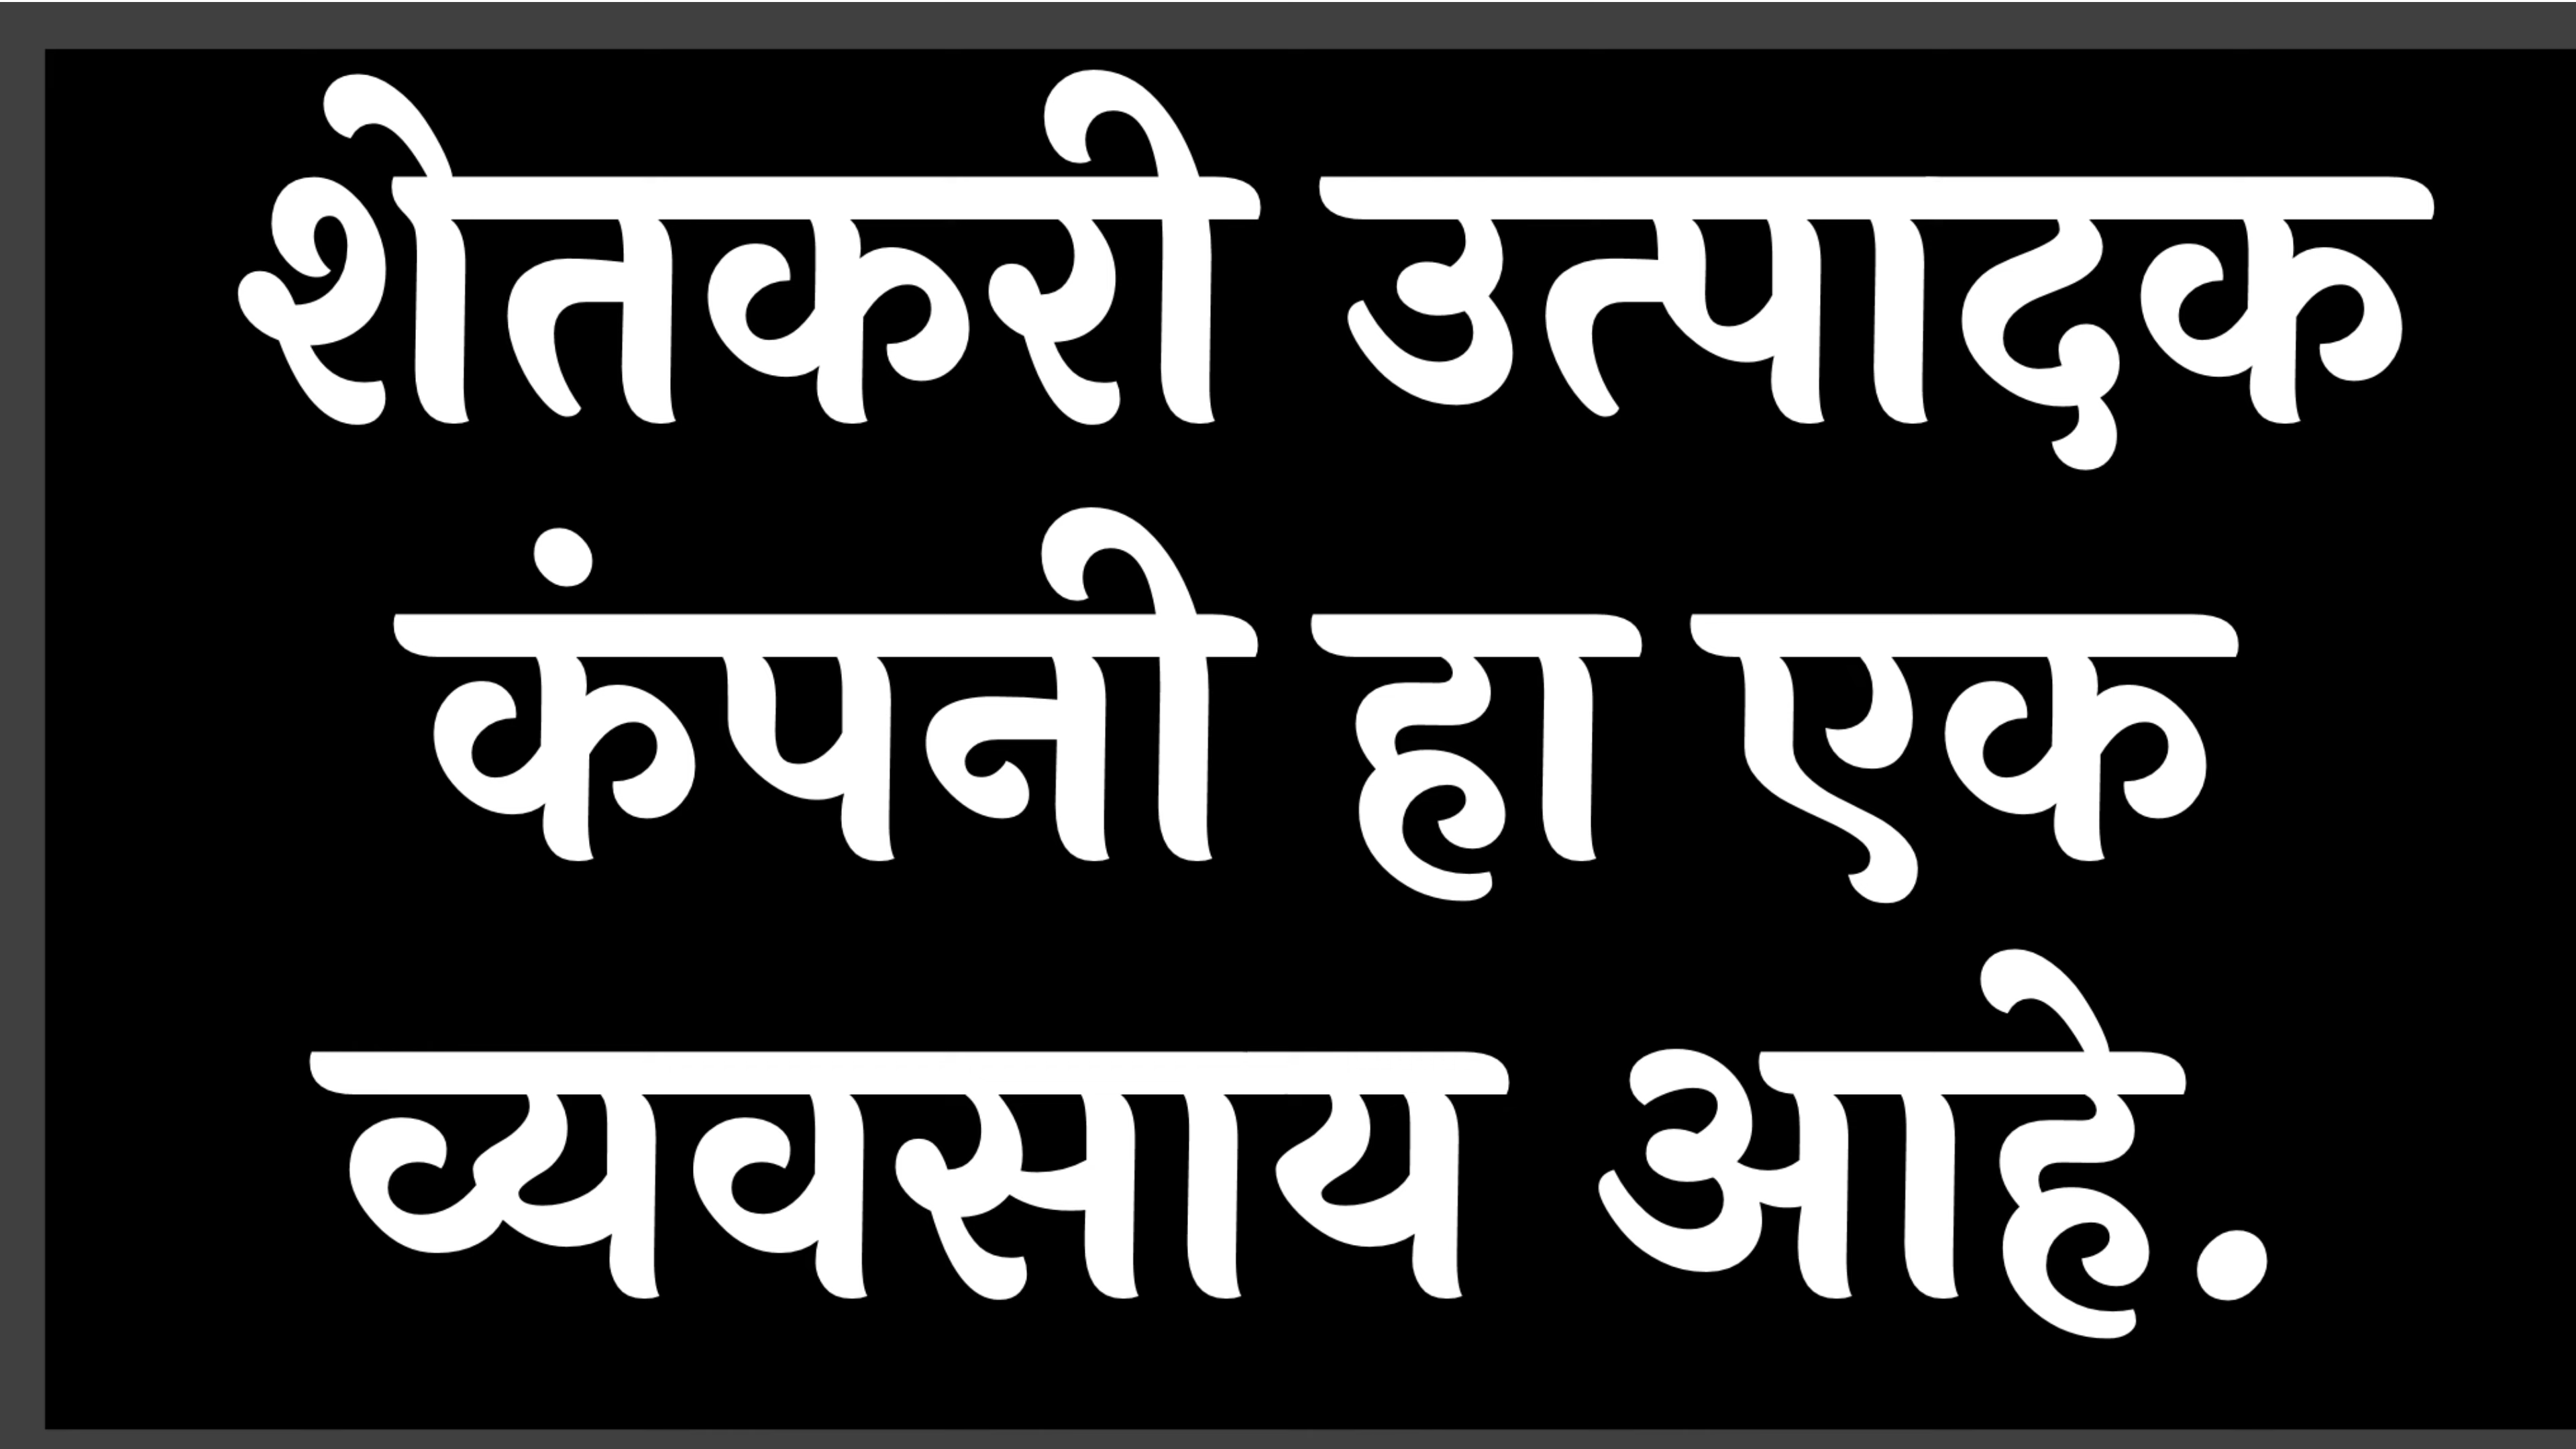 शेतकरी उत्पादक
कंपनी हा एक
व्यवसाय आहे.